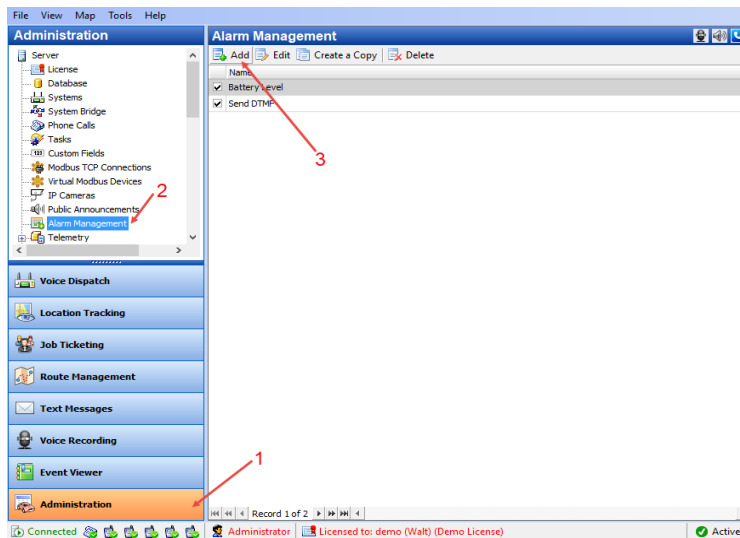 File View Map Tools Help
Administration
Server
License
Database
Systems
System Bridge
Phone Calls
Tasks
Custom Fields
Modbus TCP Connections
Virtual Modbus Devices
IP Cameras
Public Announcements
Alarm Management
Telemetry
2
Voice Dispatch
Location Tracking
Job Ticketing
Route Management
Text Messages
Voice Recording
Event Viewer
Administration
1
Alarm Management
Add Edit Create a Copy Delete
Name
Battery Level
Send DTMF
3
Record 1 of 2
Connected Administrator Licensed to: demo (Walt) (Demo License) Active